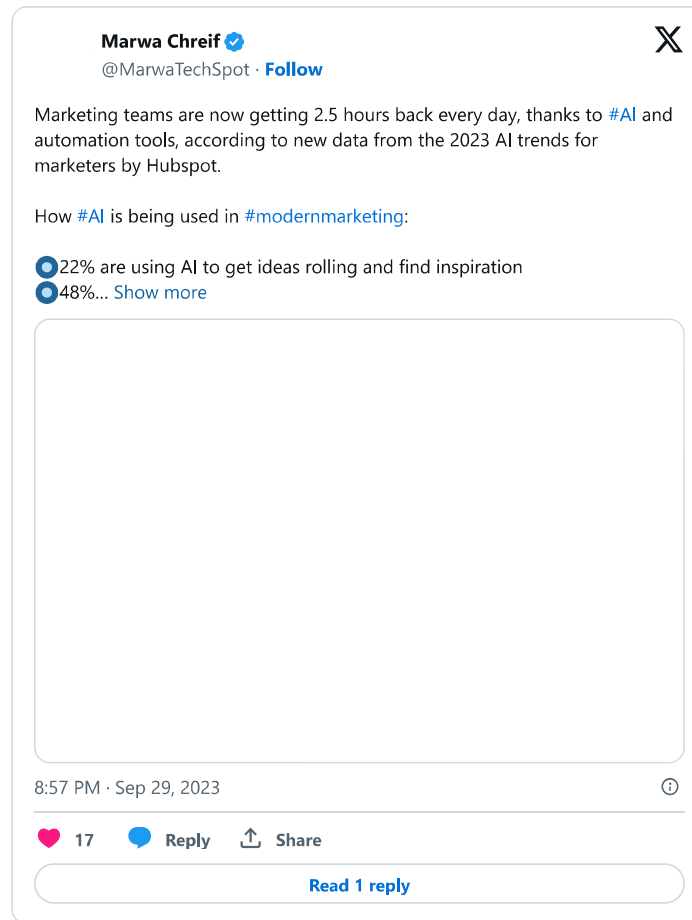 Marwa Chreif
@MarwaTechSpot · Follow
Marketing teams are now getting 2.5 hours back every day, thanks to #AI and
automation tools, according to new data from the 2023 AI trends for
marketers by Hubspot.
How #AI is being used in #modernmarketing:
22% are using AI to get ideas rolling and find inspiration
48%... Show more
8:57 PM · Sep 29, 2023
17 Reply Share
Read 1 reply